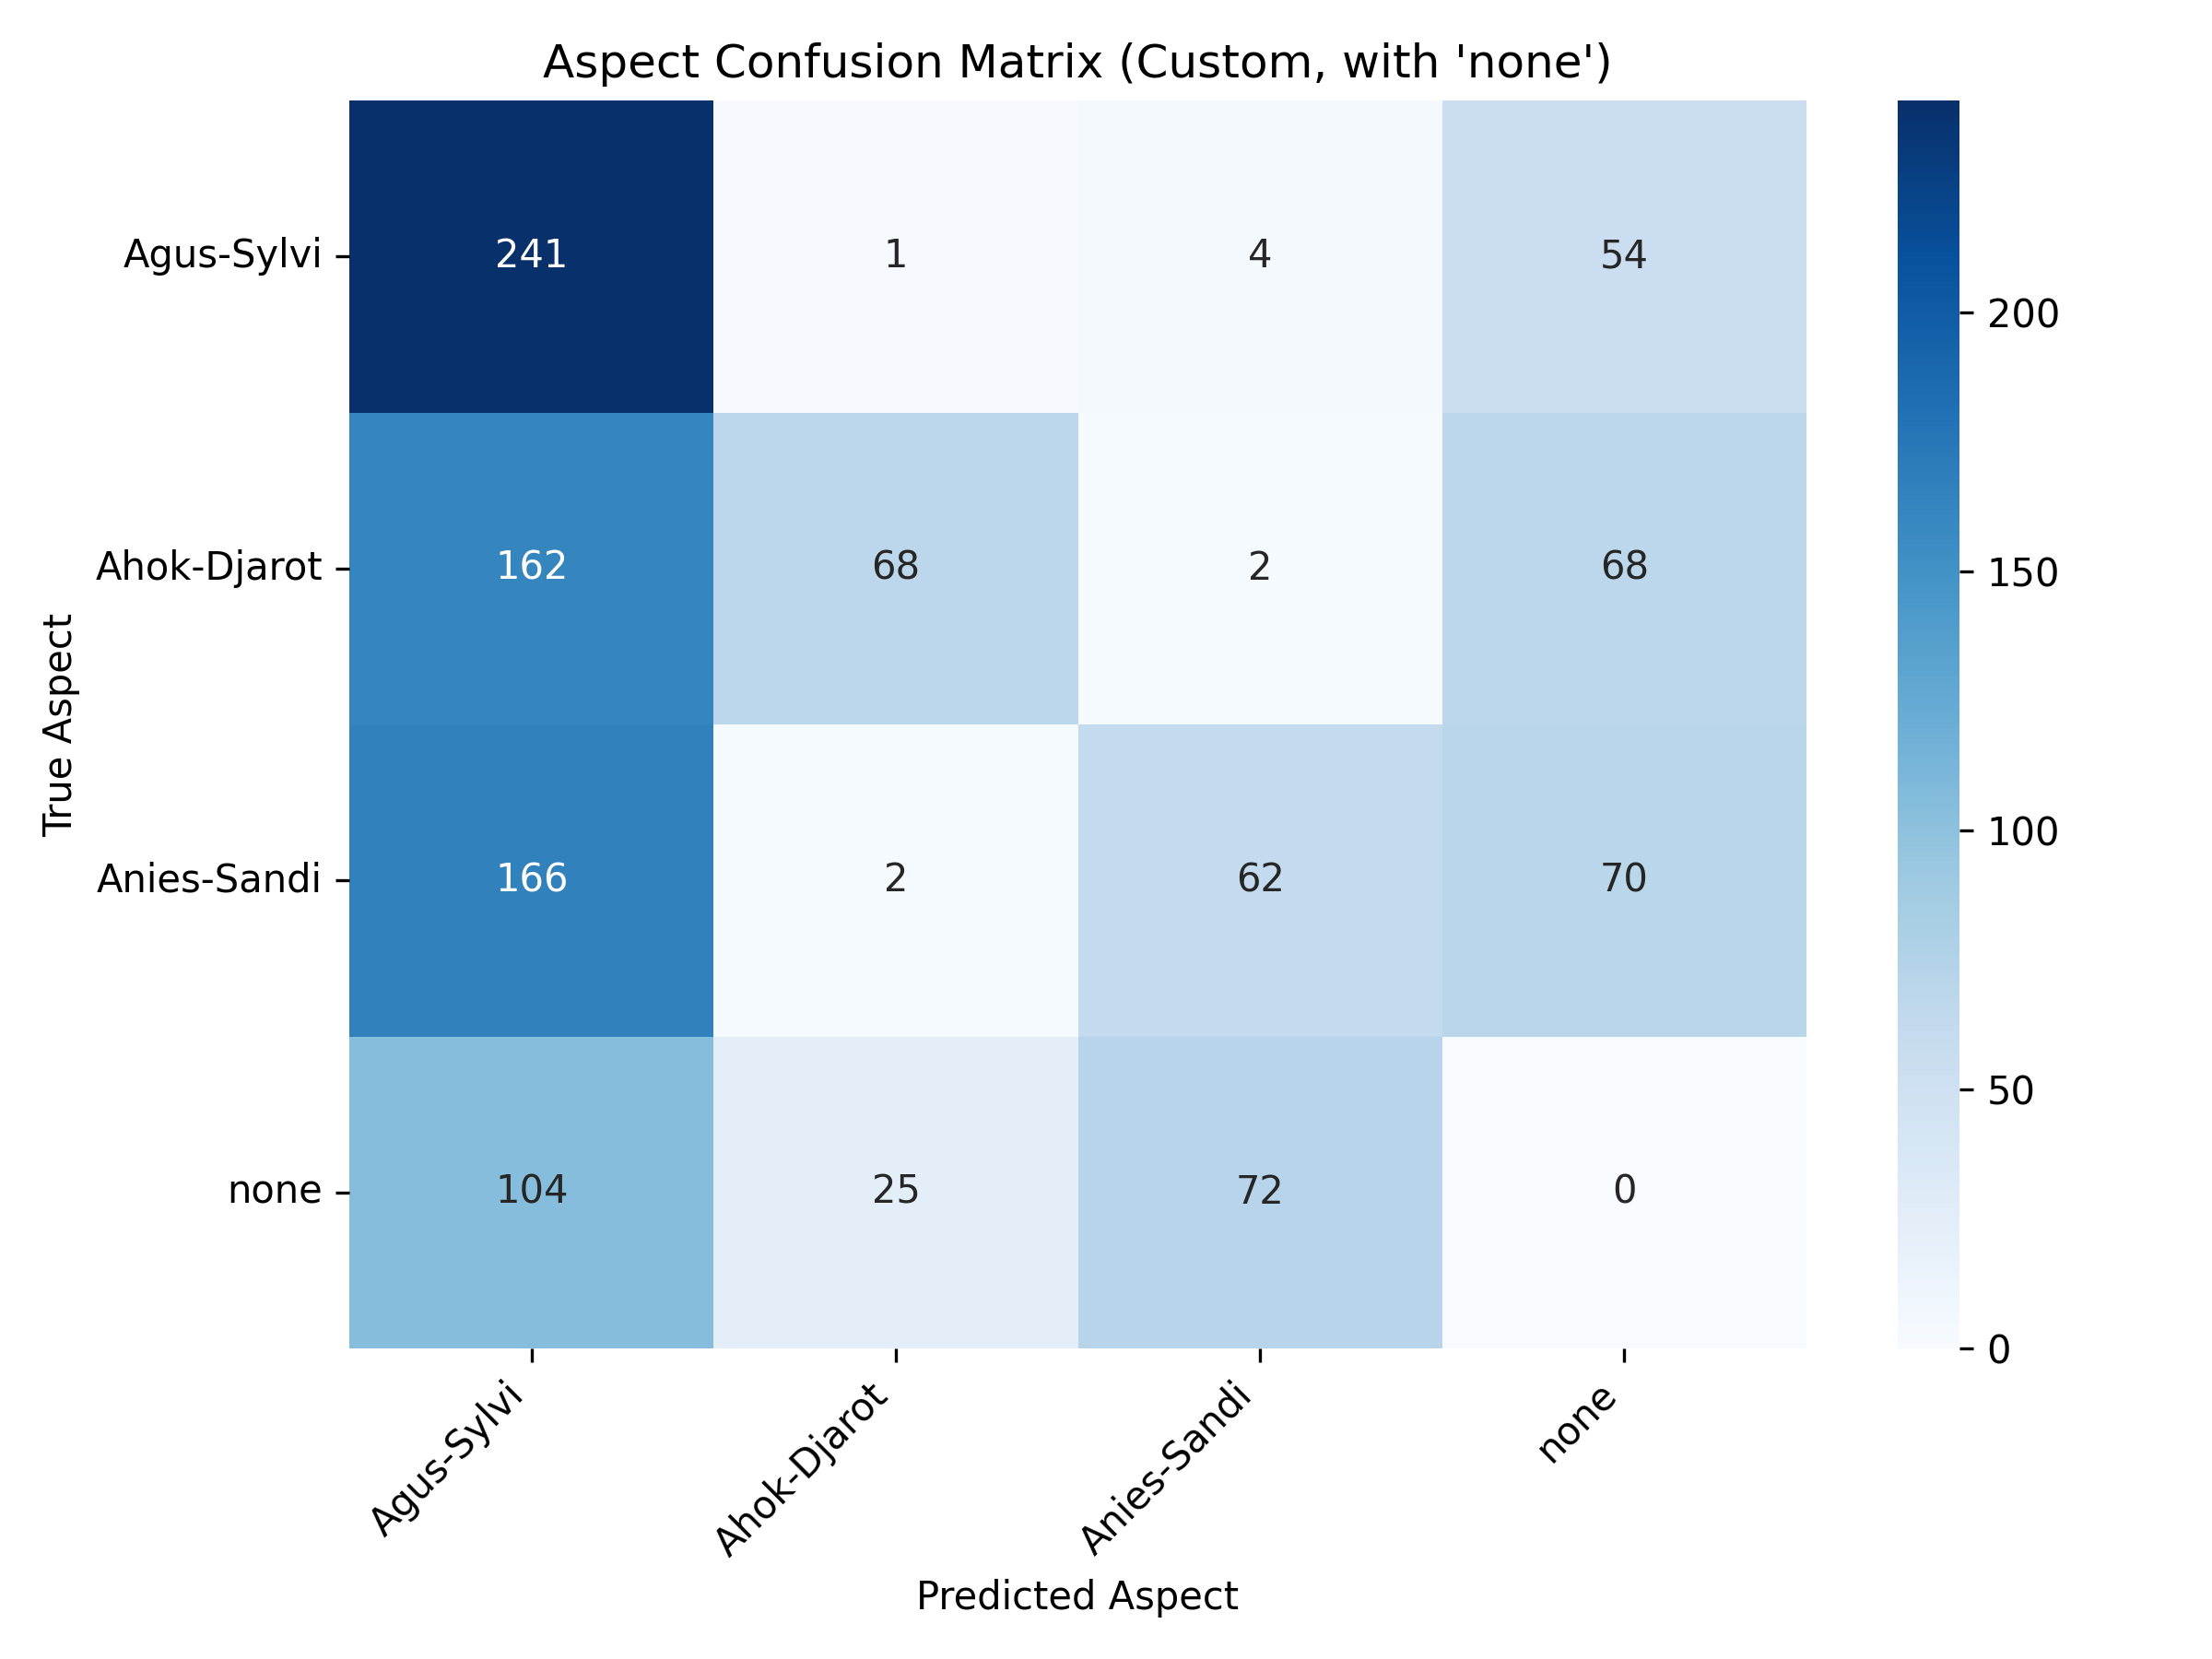 Aspect Confusion Matrix (Custom, with 'none')
Agus-Sylvi 241 1 4 54
Ahok-Djarot 162 68 2 68
Anies-Sandi 166 2 62 70
none 104 25 72 0
True Aspect
Agus-Sylvi Ahok-Djarot Anies-Sandi none
Predicted Aspect
200
150
100
50
0